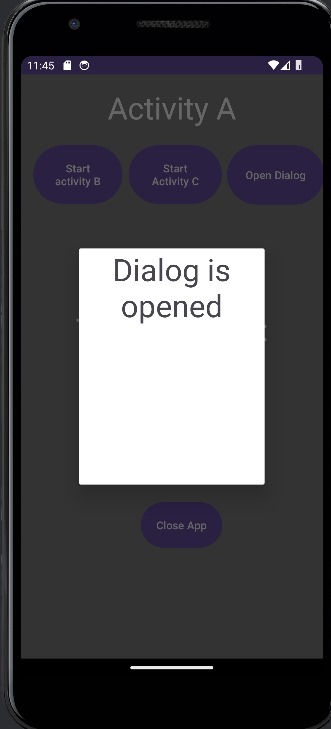 11:45
Activity A
Start
activity B
Start
Activity C
Open Dialog
Dialog is
opened
Close App